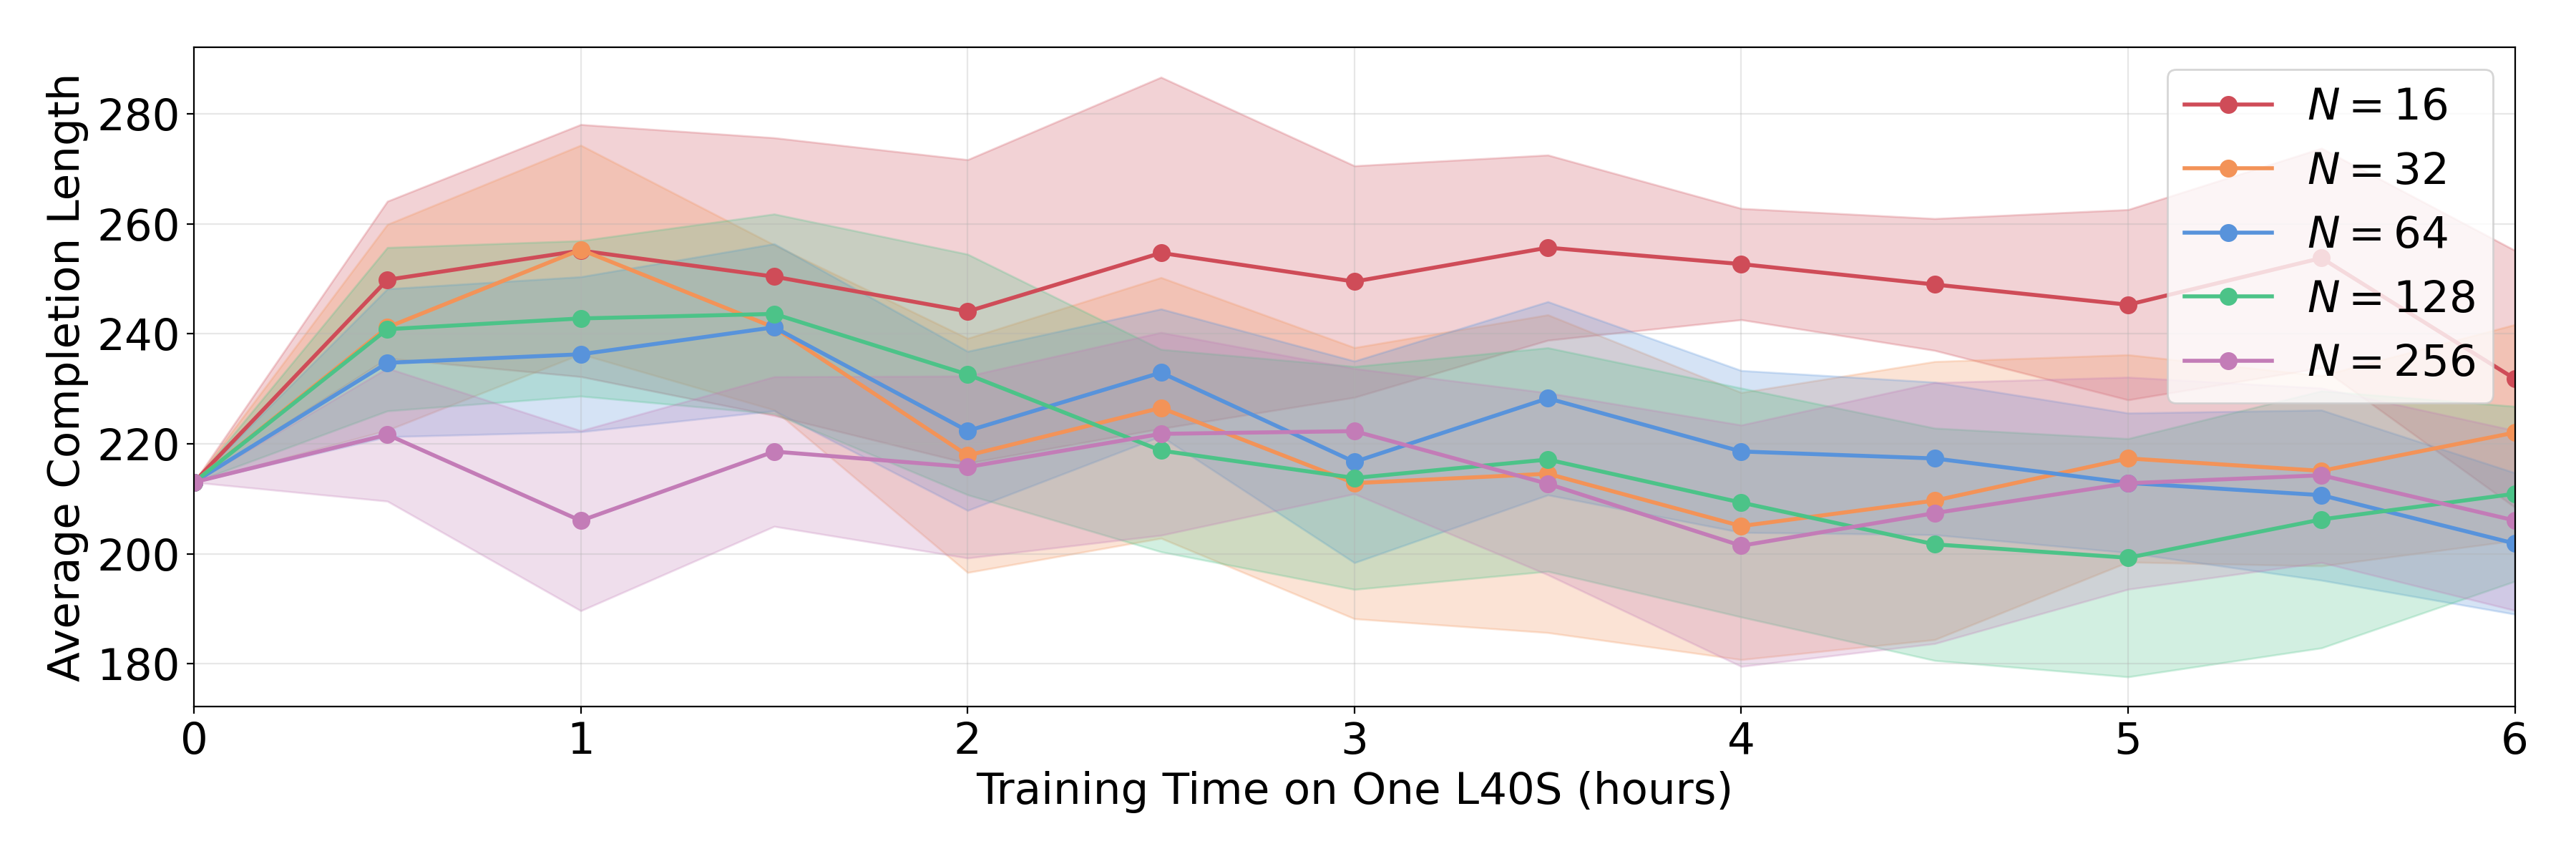 Average Completion Length
280
260
240
220
200
180
0 1 2 3 4 5 6
Training Time on One L40S (hours)
N = 16
N = 32
N = 64
N = 128
N = 256